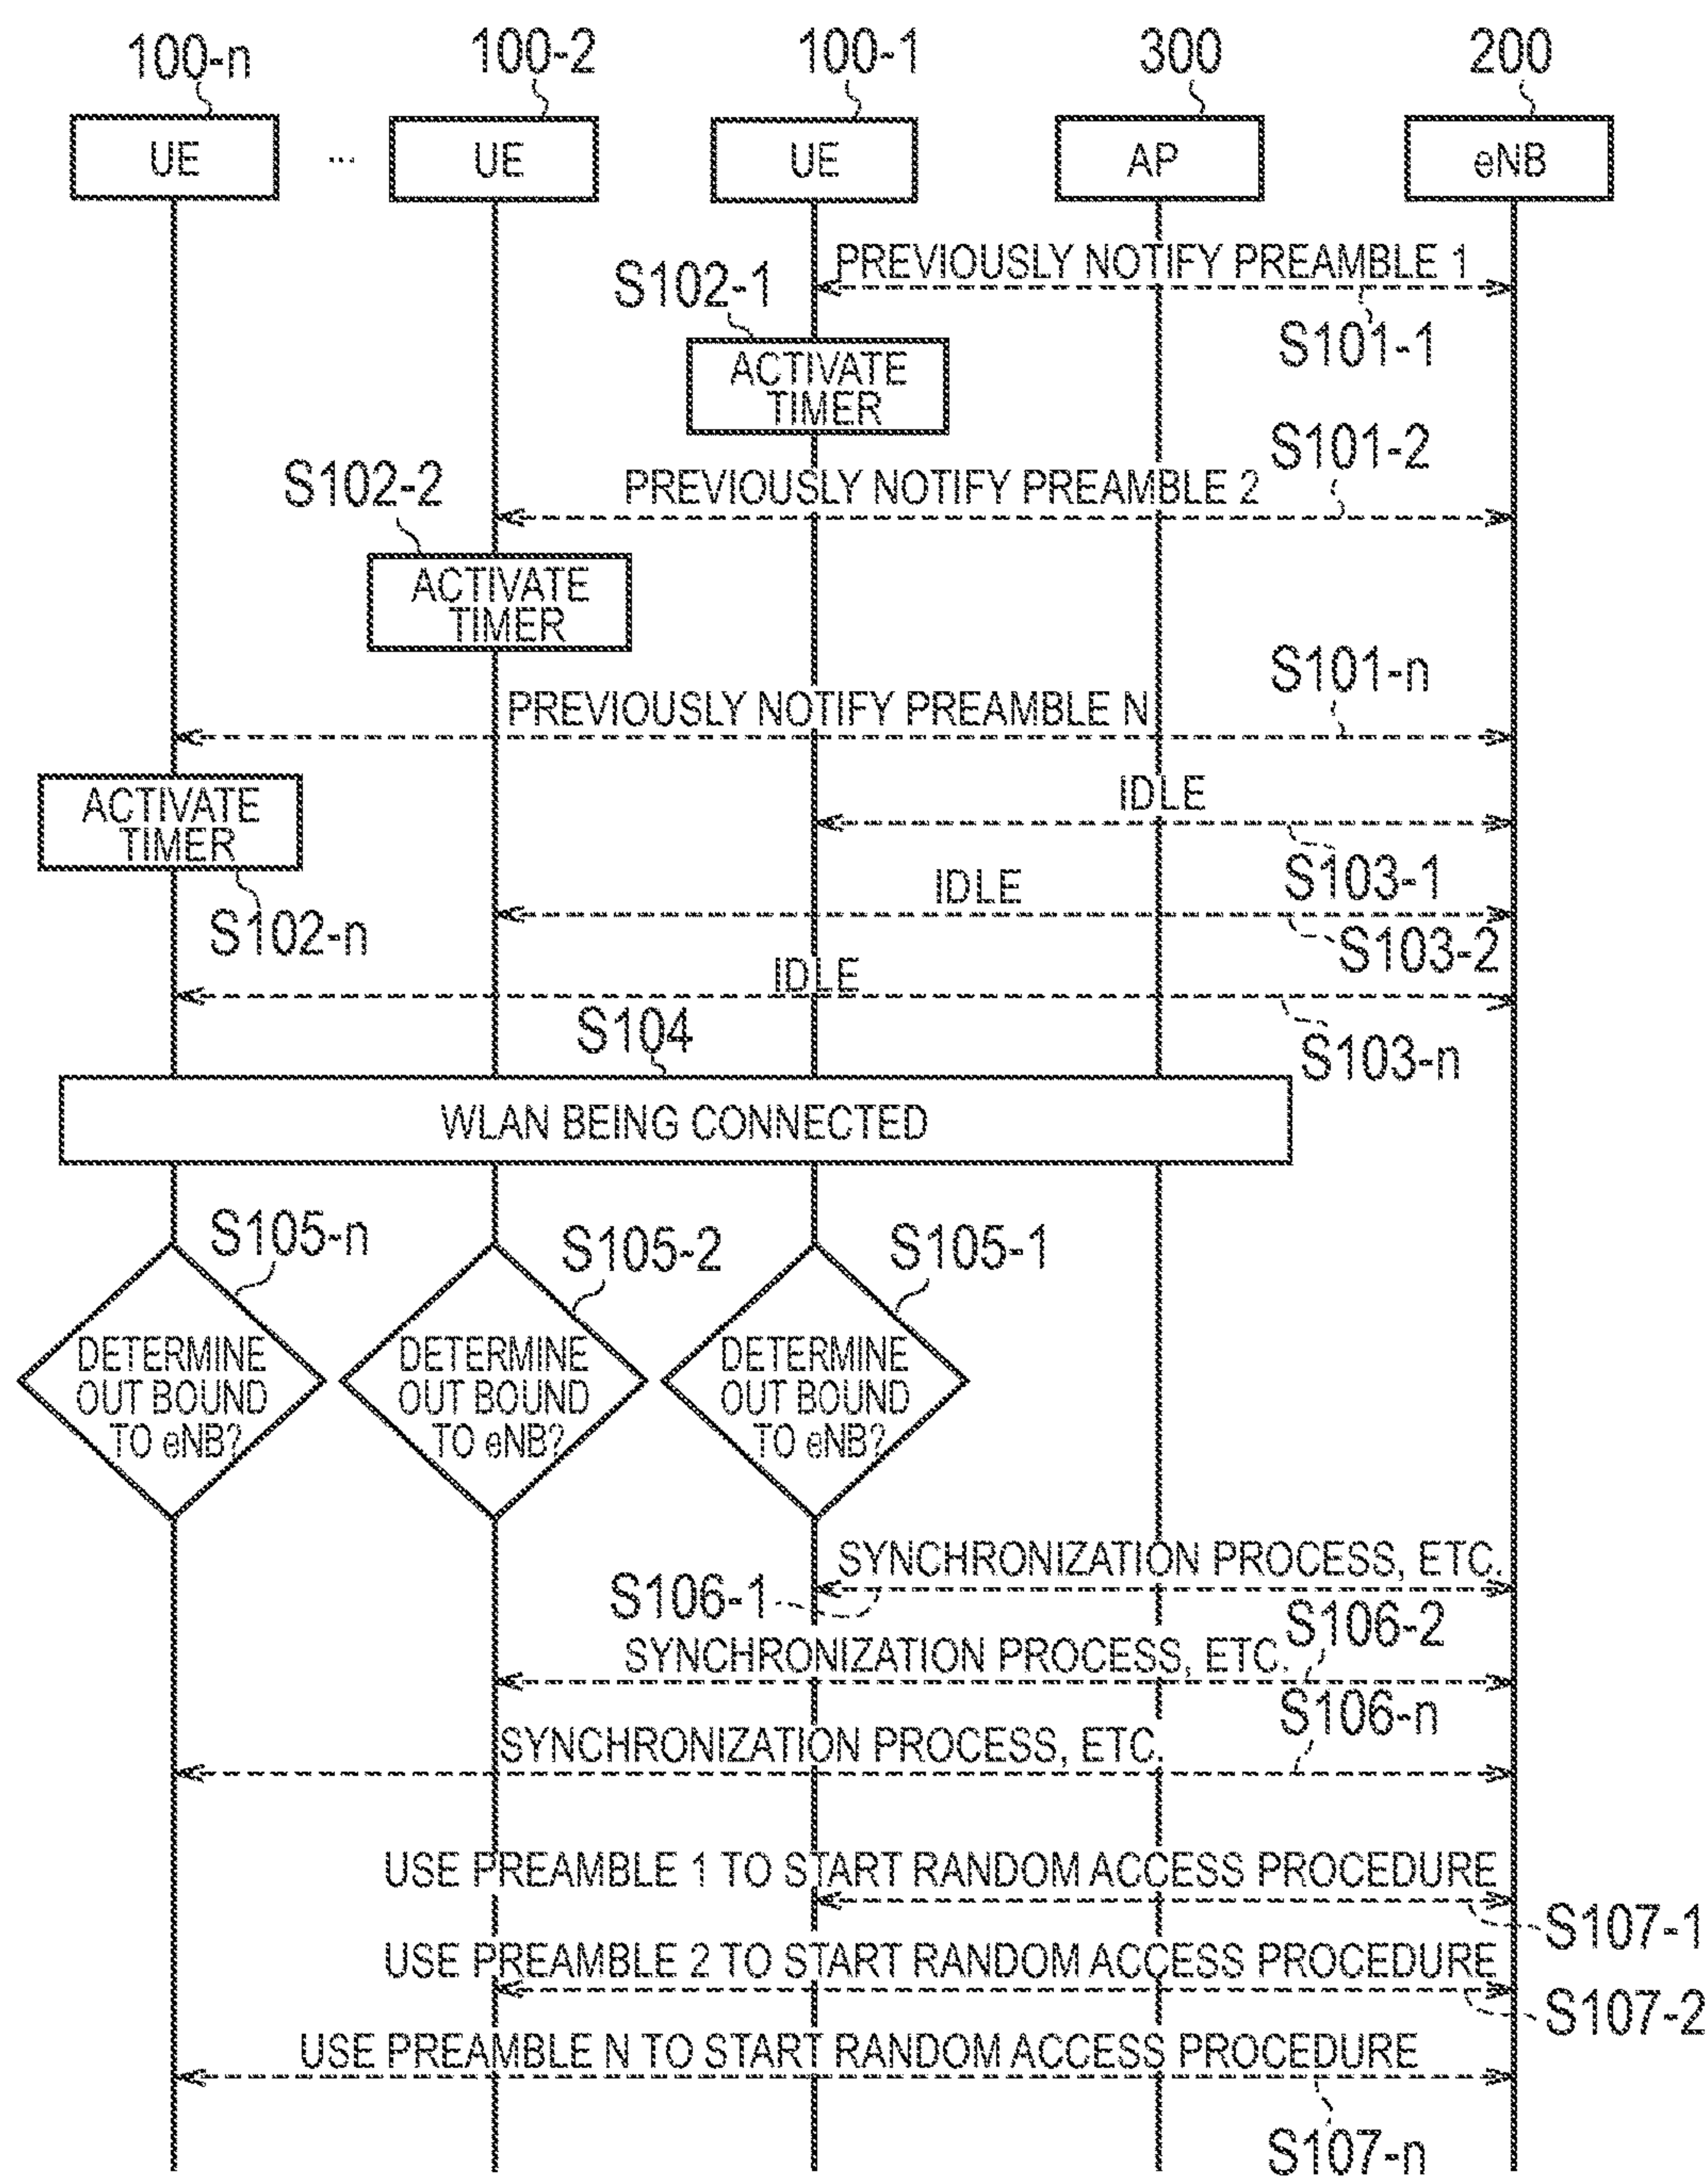 100-n
100-2
100-1
300
200
UE
...
UE
UE
AP
eNB
PREVIOUSLY NOTIFY PREAMBLE 1
S102-1
S101-1
ACTIVATE
TIMER
S101-2
S102-2
PREVIOUSLY NOTIFY PREAMBLE 2
ACTIVATE
TIMER
S101-n
PREVIOUSLY NOTIFY PREAMBLE N
ACTIVATE
TIMER
IDLE
S103-1
S102-n
IDLE
S103-2
IDLE
S104
S103-n
WLAN BEING CONNECTED
S105-n
S105-2
S105-1
DETERMINE
OUT BOUND
TO eNB?
DETERMINE
OUT BOUND
TO eNB?
DETERMINE
OUT BOUND
TO eNB?
SYNCHRONIZATION PROCESS, ETC.
S106-1
S106-2
SYNCHRONIZATION PROCESS, ETC.
S106-n
SYNCHRONIZATION PROCESS, ETC.
USE PREAMBLE 1 TO START RANDOM ACCESS PROCEDURE
S107-1
USE PREAMBLE 2 TO START RANDOM ACCESS PROCEDURE
S107-2
USE PREAMBLE N TO START RANDOM ACCESS PROCEDURE
S107-n